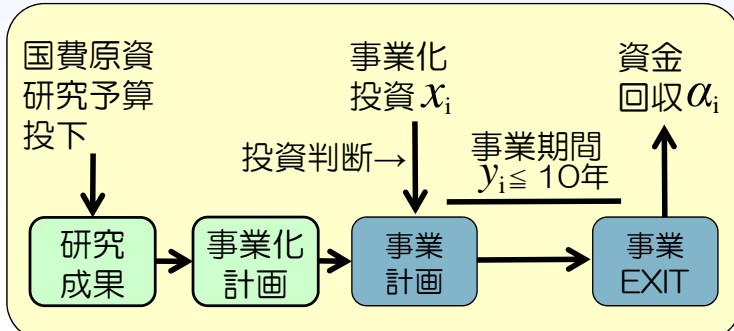 国費原資
研究予算
投下
事業化
投資 xi
資金
回収 αi
投資判断→
事業期間
yi ≦ 10年
研究
成果
事業化
計画
事業
計画
事業
EXIT